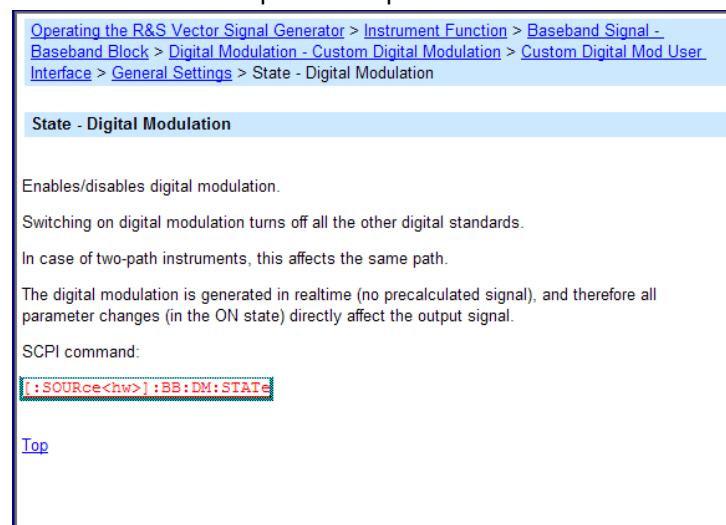 Operating the R&S Vector Signal Generator > Instrument Function > Baseband Signal -
Baseband Block > Digital Modulation - Custom Digital Modulation > Custom Digital Mod User
Interface > General Settings > State - Digital Modulation
State - Digital Modulation
Enables/disables digital modulation.
Switching on digital modulation turns off all the other digital standards.
In case of two-path instruments, this affects the same path.
The digital modulation is generated in realtime (no precalculated signal), and therefore all
parameter changes (in the ON state) directly affect the output signal.
SCPI command:
[:SOURce<hw>]:BB:DM:STATe
Top